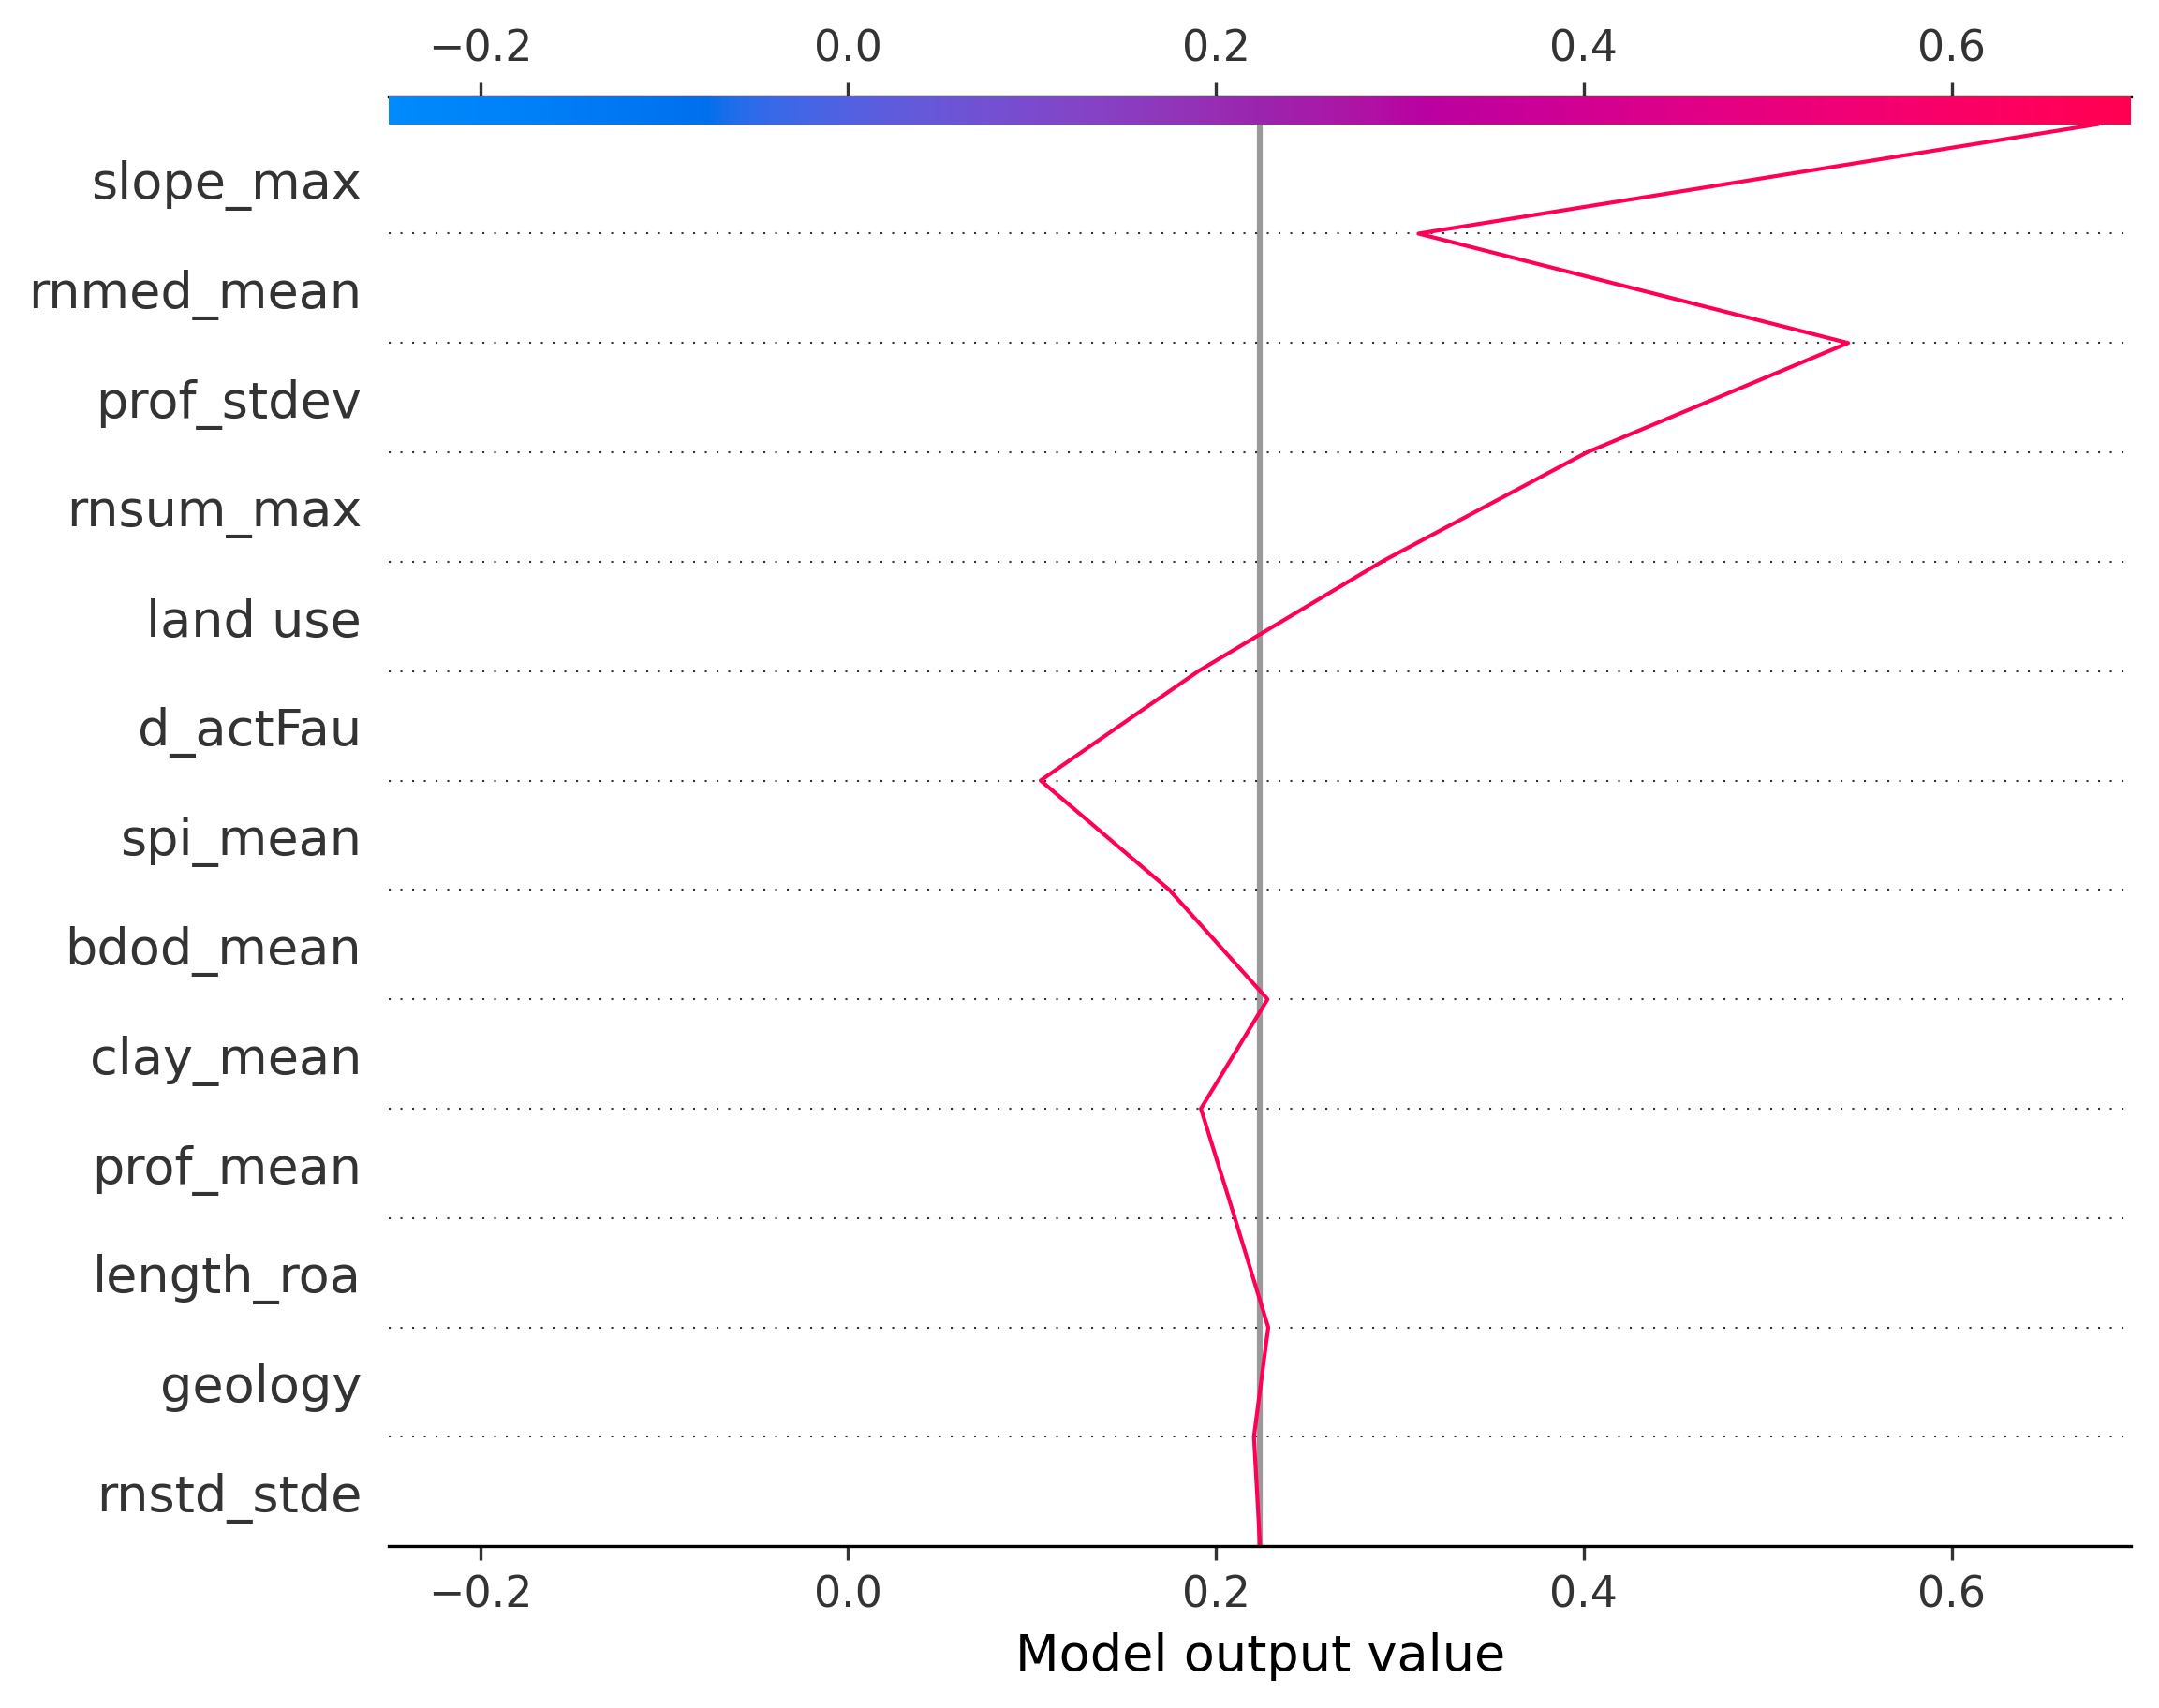 −0.2 0.0 0.2 0.4 0.6
slope_max
rnmed_mean
prof_stdev
rnsum_max
land use
d_actFau
spi_mean
bdod_mean
clay_mean
prof_mean
length_roa
geology
rnstd_stde
−0.2 0.0 0.2 0.4 0.6
Model output value